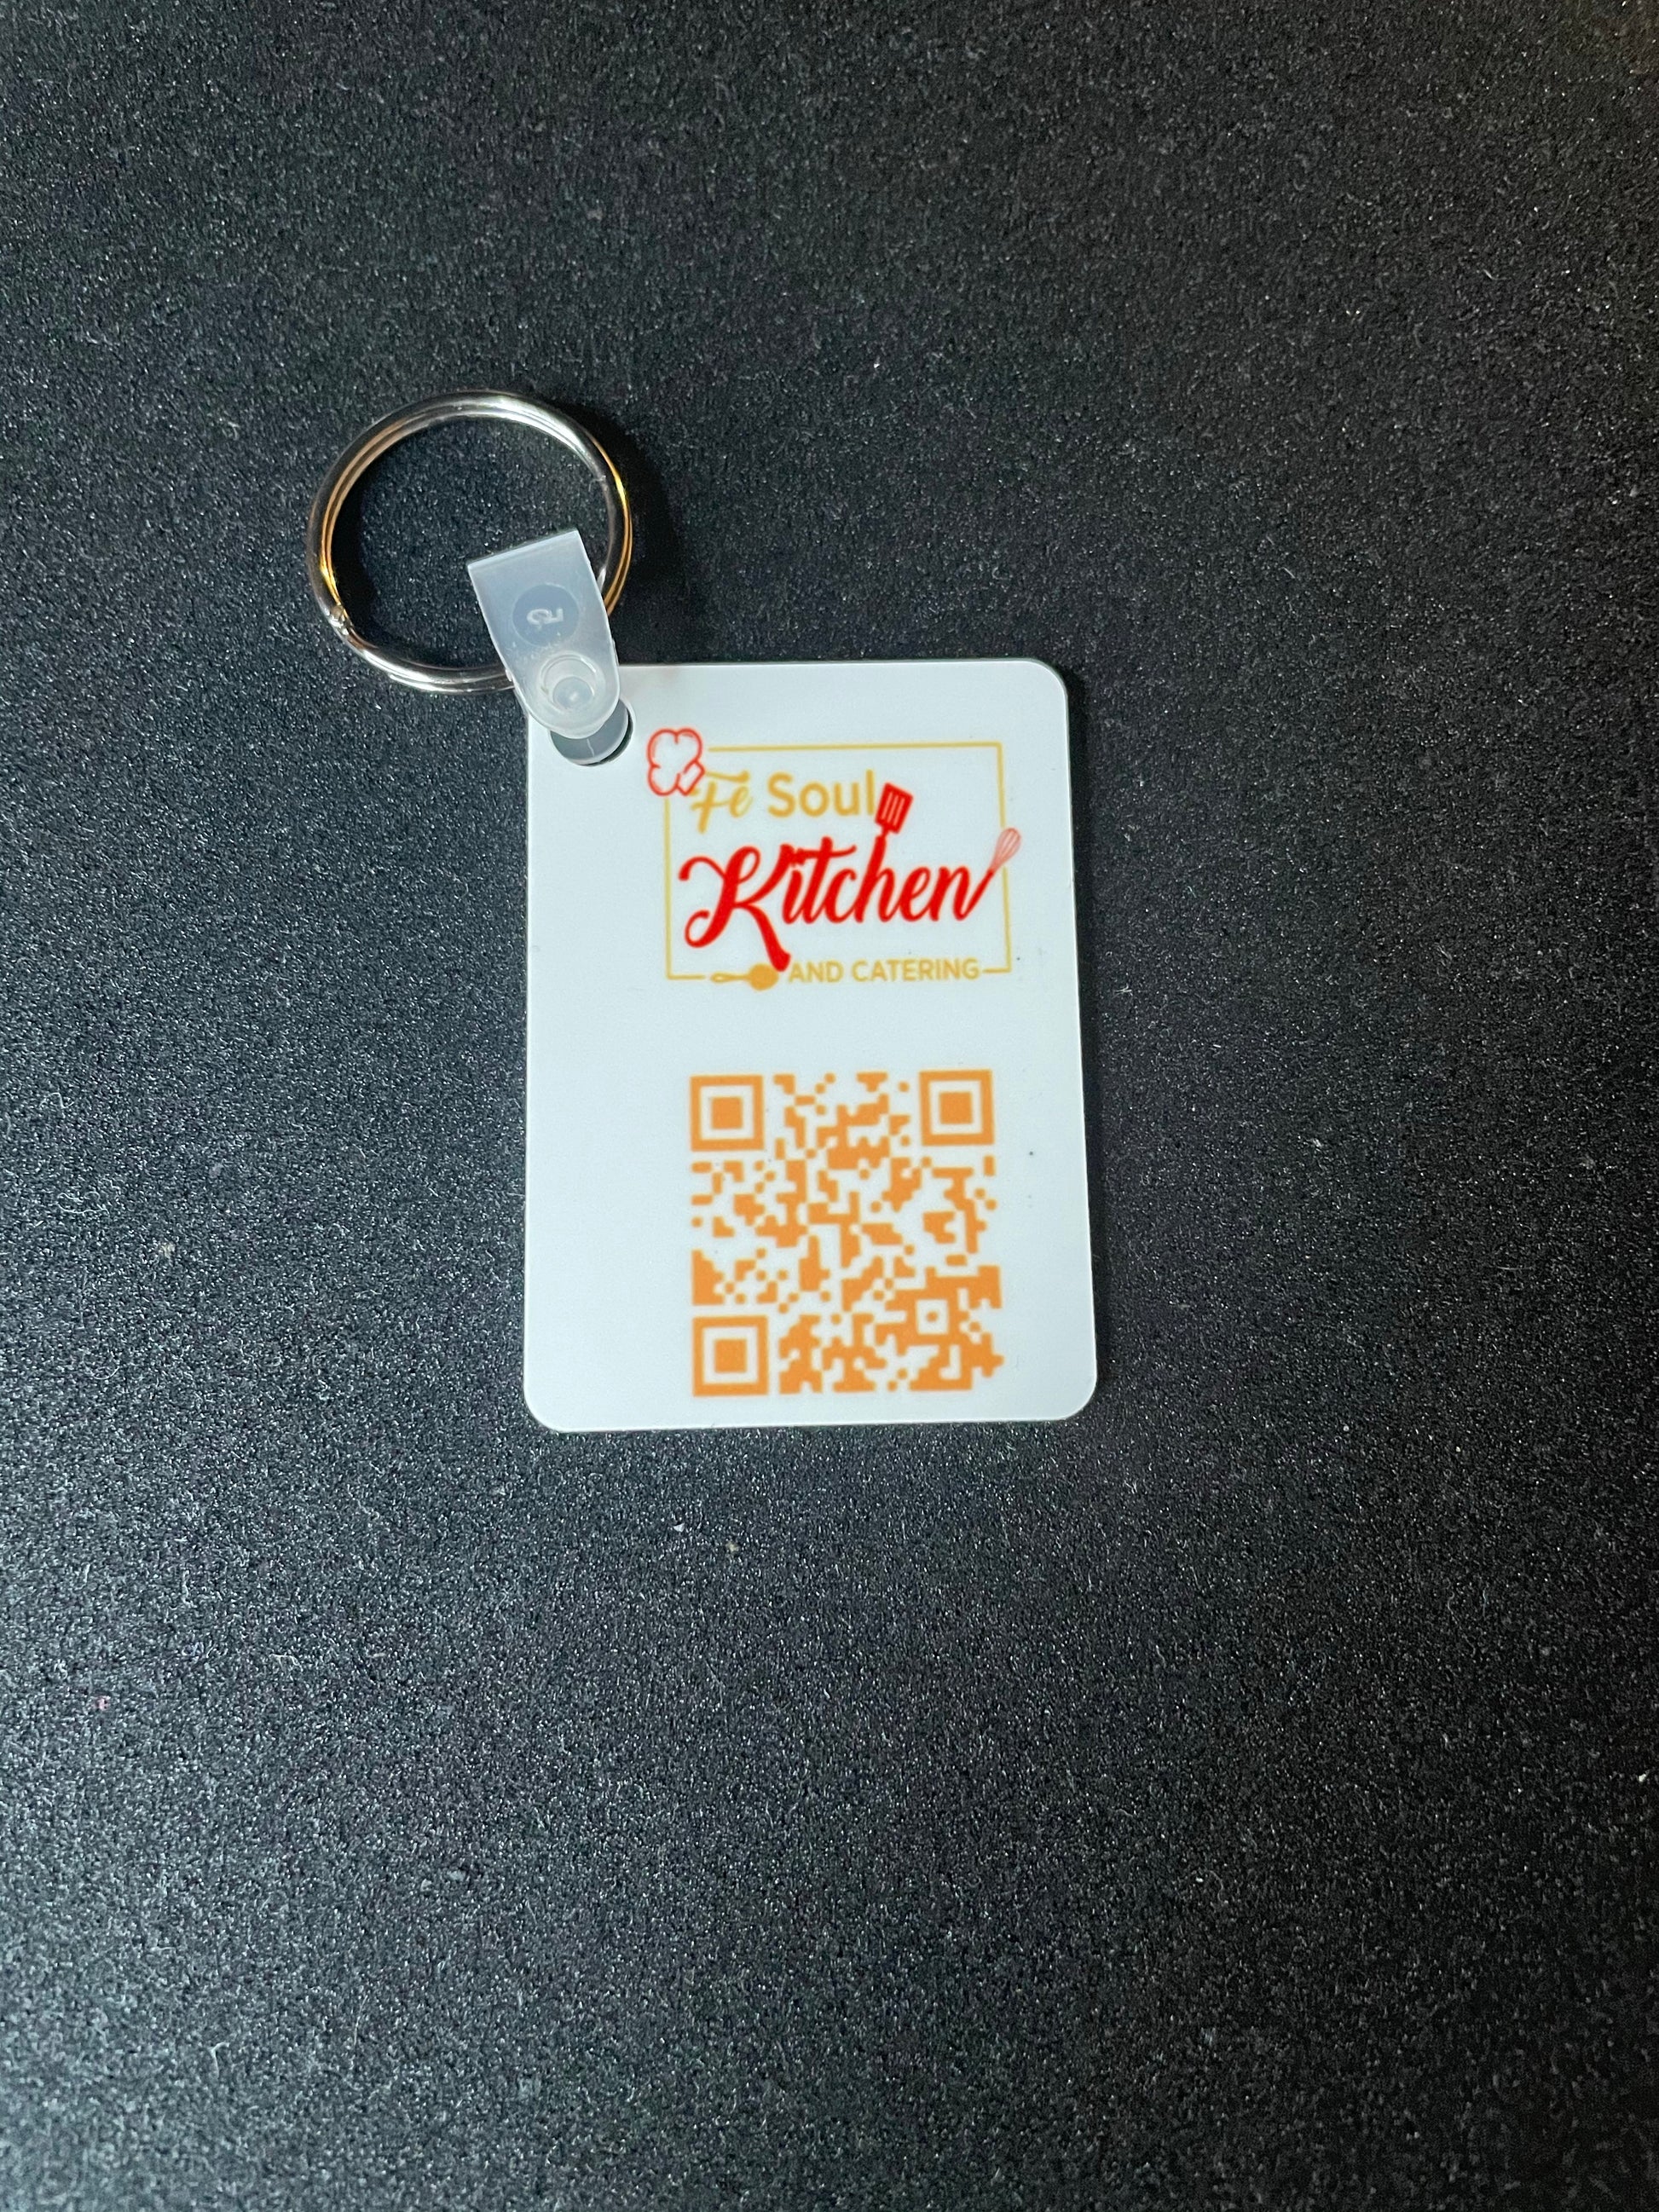 Fé Soul
Kitchen
AND CATERING